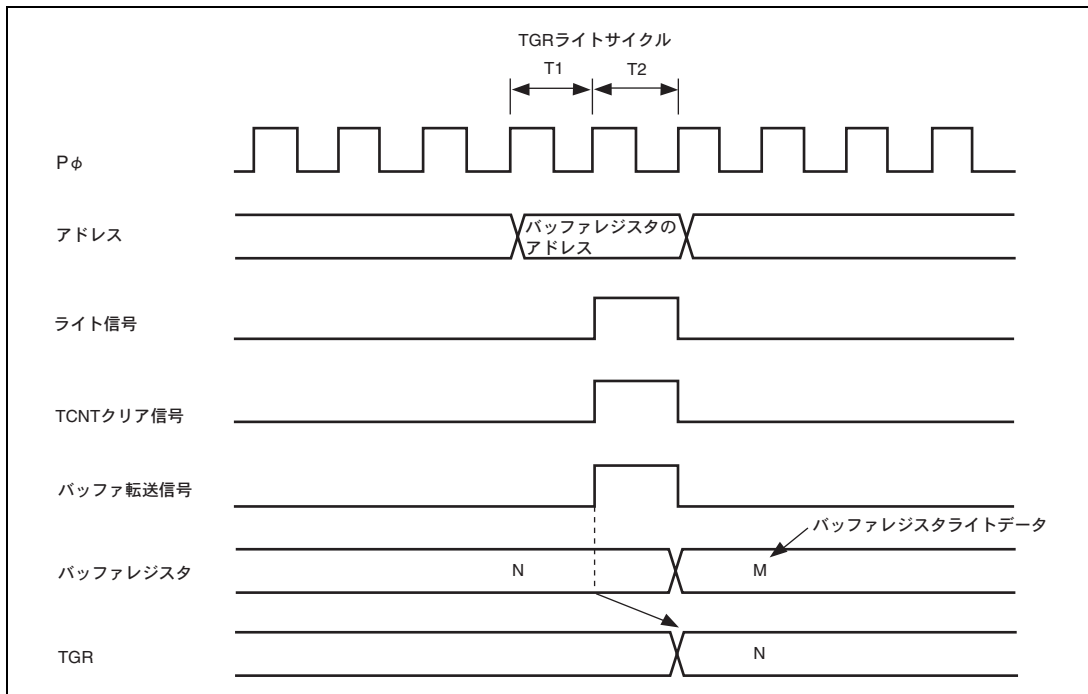 TGRライトサイクル
T1
T2
Pφ
アドレス
バッファレジスタの
アドレス
ライト信号
TCNTクリア信号
バッファ転送信号
バッファレジスタライトデータ
バッファレジスタ
N
M
TGR
N